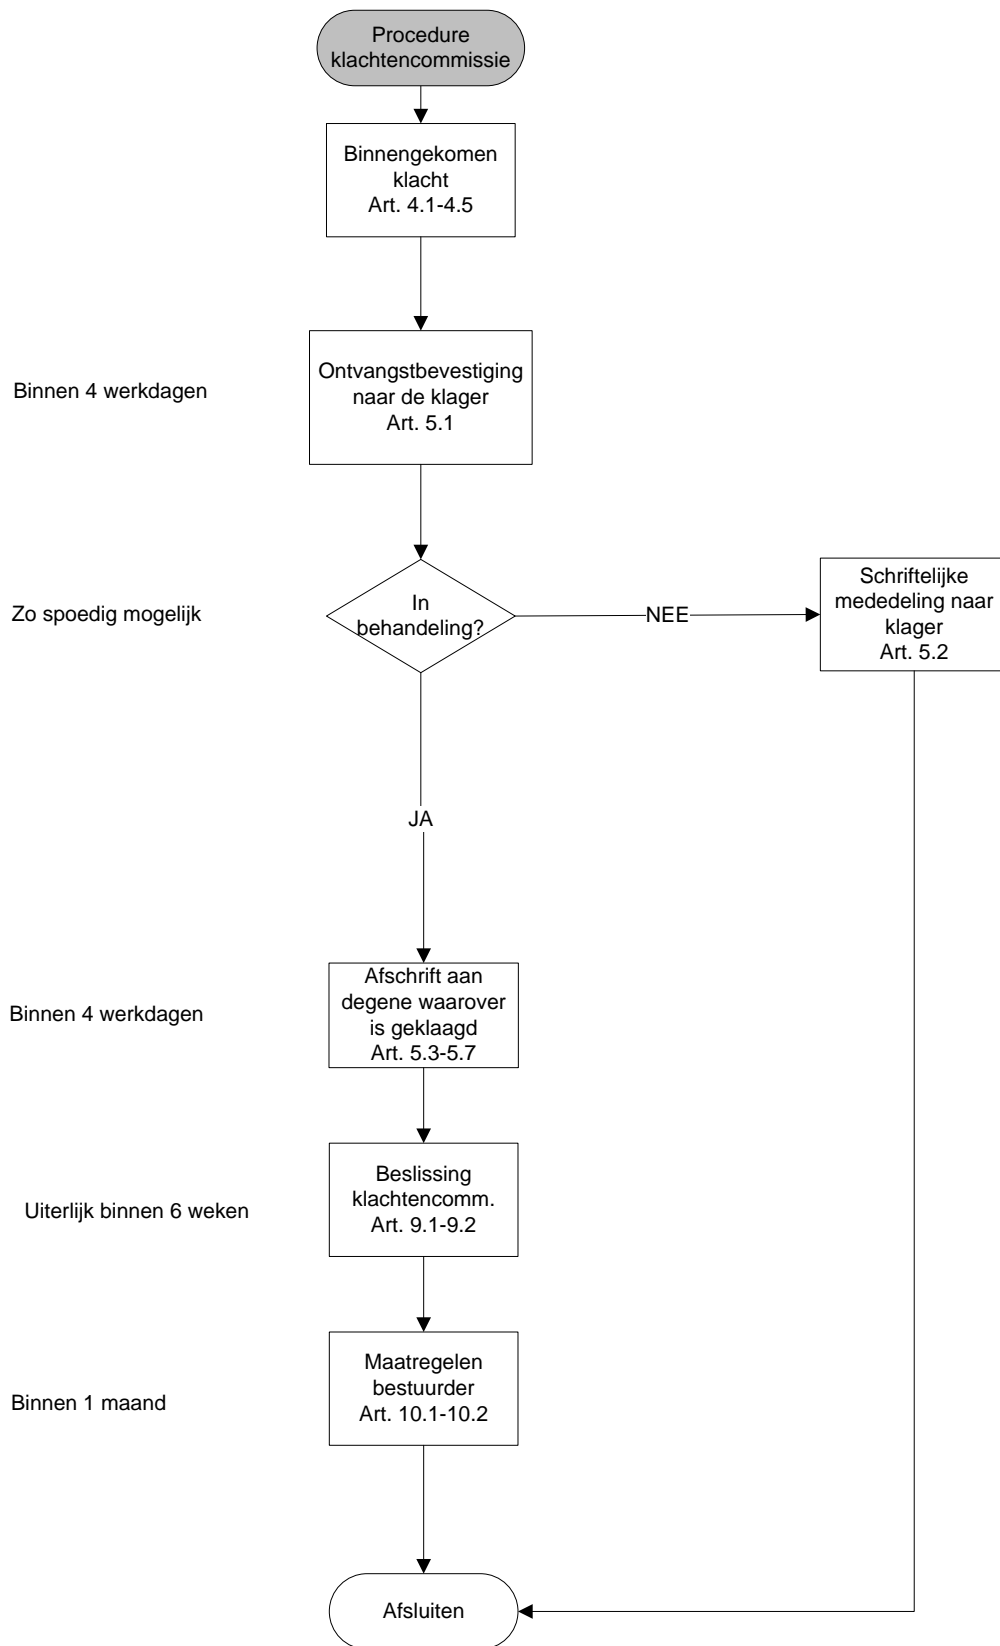 Procedure
klachtencommissie
Binnengekomen
klacht
Art. 4.1-4.5
Binnen 4 werkdagen
Ontvangstbevestiging
naar de klager
Art. 5.1
Zo spoedig mogelijk
In
behandeling?
NEE
Schriftelijke
mededeling naar
klager
Art. 5.2
JA
Binnen 4 werkdagen
Afschrift aan
degene waarover
is geklaagd
Art. 5.3-5.7
Uiterlijk binnen 6 weken
Beslissing
klachtencomm.
Art. 9.1-9.2
Binnen 1 maand
Maatregelen
bestuurder
Art. 10.1-10.2
Afsluiten